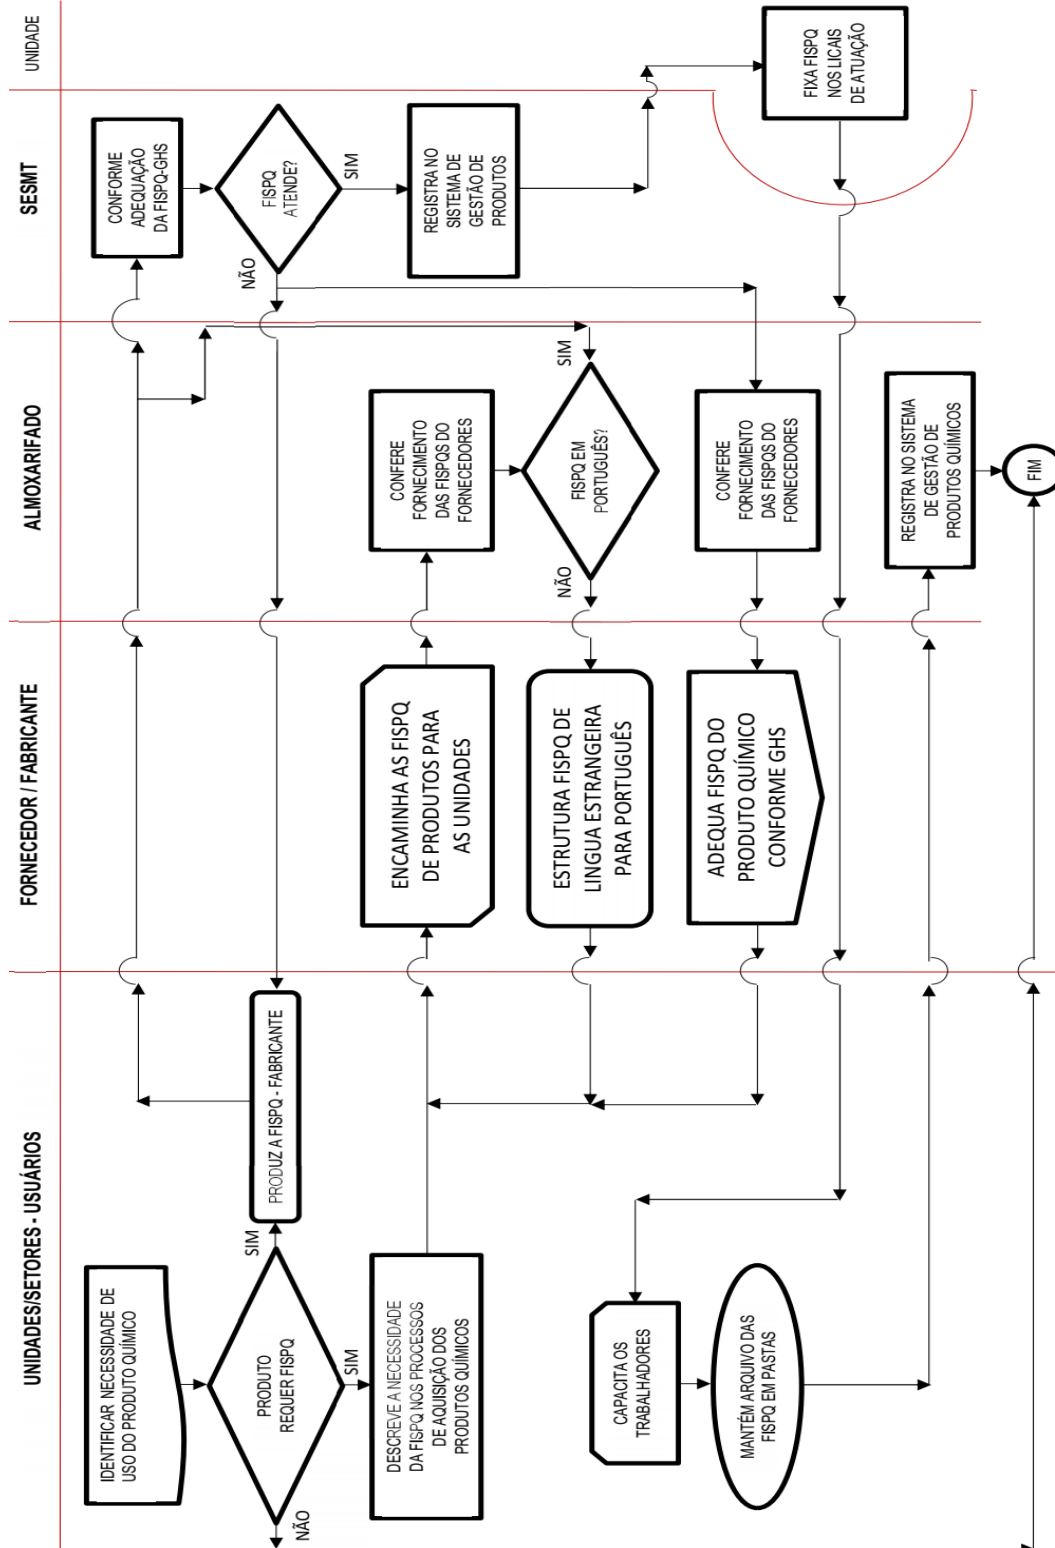 UNIDADES/SETORES - USUÁRIOS
FORNECEDOR / FABRICANTE
ALMOXARIFADO
SESMT
UNIDADE
IDENTIFICAR NECESSIDADE DE
USO DO PRODUTO QUÍMICO
PRODUTO
REQUER FISPQ
NÃO
SIM
SIM
PRODUZ A FISPQ - FABRICANTE
DESCREVE A NECESSIDADE
DA FISPQ NOS PROCESSOS
DE AQUISIÇÃO DOS
PRODUTOS QUÍMICOS
CAPACITA OS
TRABALHADORES
MANTÉM ARQUIVO DAS
FISPQ EM PASTAS
ENCAMINHA AS FISPQ
DE PRODUTOS PARA
AS UNIDADES
ESTRUTURA FISPQ DE
LINGUA ESTRANGEIRA
PARA PORTUGUÊS
ADEQUA FISPQ DO
PRODUTO QUÍMICO
CONFORME GHS
CONFERE
FORNECIMENTO
DAS FISPQS DO
FORNECEDORES
FISPQ EM
PORTUGUÊS?
SIM
NÃO
CONFERE
FORNECIMENTO
DAS FISPQS DO
FORNECEDORES
REGISTRA NO SISTEMA
DE GESTÃO DE
PRODUTOS QUÍMICOS
FIM
CONFORME
ADEQUAÇÃO
DA FISPQ-GHS
FISPQ
ATENDE?
SIM
NÃO
REGISTRA NO
SISTEMA DE
GESTÃO DE
PRODUTOS
FIXA FISPQ
NOS LICAIS
DE ATUAÇÃO